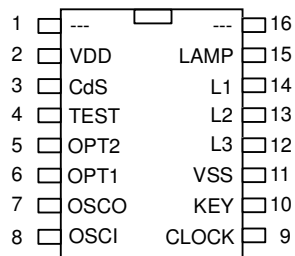 1 --- --- 16
2 VDD LAMP 15
3 CdS L1 14
4 TEST L2 13
5 OPT2 L3 12
6 OPT1 VSS 11
7 OSCO KEY 10
8 OSCI CLOCK 9